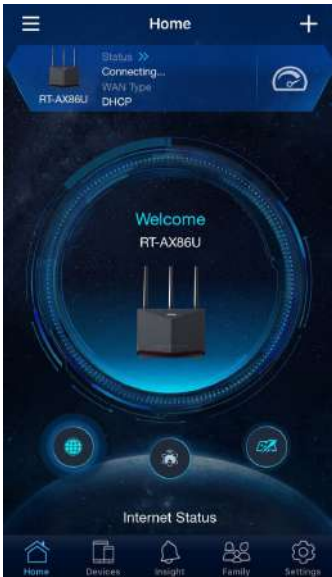 Home
Status >>
Connecting...
WAN Type
RT-AX86U
DHCP
Welcome
RT-AX86U
Internet Status
Home
Devices
Insight
Family
Settings